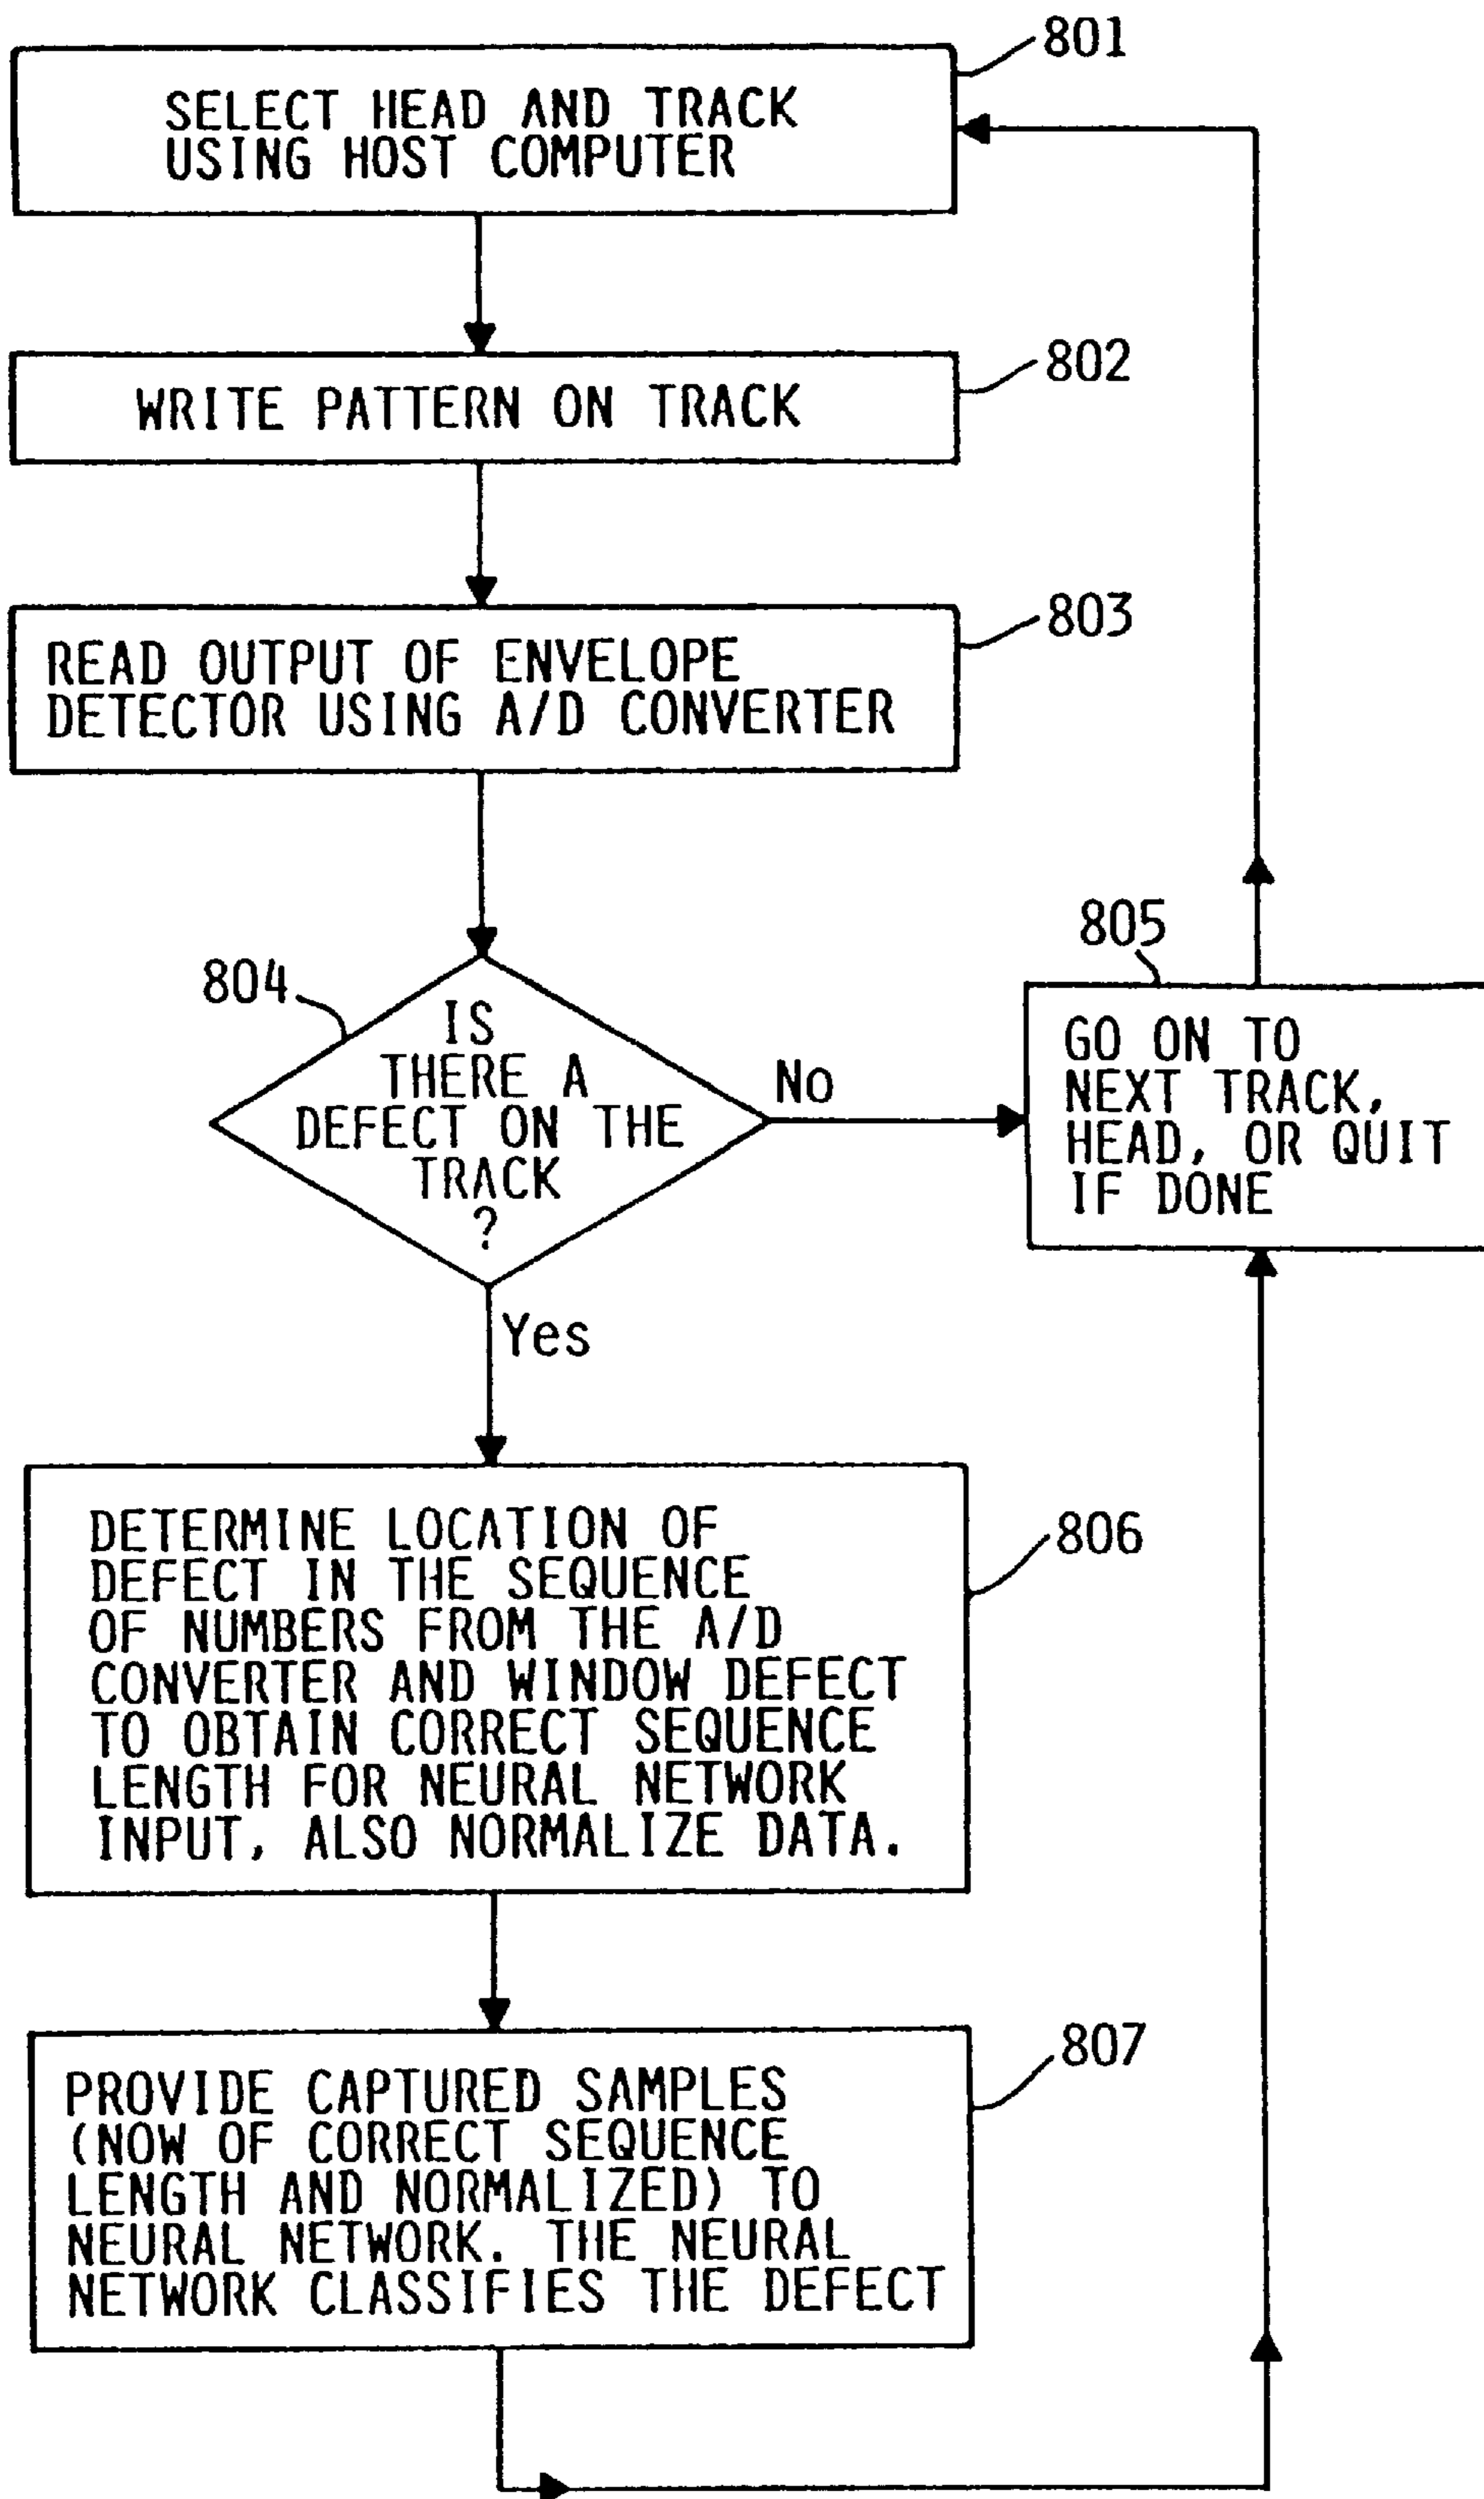 801
SELECT HEAD AND TRACK
USING HOST COMPUTER
802
WRITE PATTERN ON TRACK
803
READ OUTPUT OF ENVELOPE
DETECTOR USING A/D CONVERTER
804
IS
THERE A
DEFECT ON THE
TRACK
?
No
805
GO ON TO
NEXT TRACK,
HEAD, OR QUIT
IF DONE
Yes
806
DETERMINE LOCATION OF
DEFECT IN THE SEQUENCE
OF NUMBERS FROM THE A/D
CONVERTER AND WINDOW DEFECT
TO OBTAIN CORRECT SEQUENCE
LENGTH FOR NEURAL NETWORK
INPUT, ALSO NORMALIZE DATA.
807
PROVIDE CAPTURED SAMPLES
(NOW OF CORRECT SEQUENCE
LENGTH AND NORMALIZED) TO
NEURAL NETWORK. THE NEURAL
NETWORK CLASSIFIES THE DEFECT